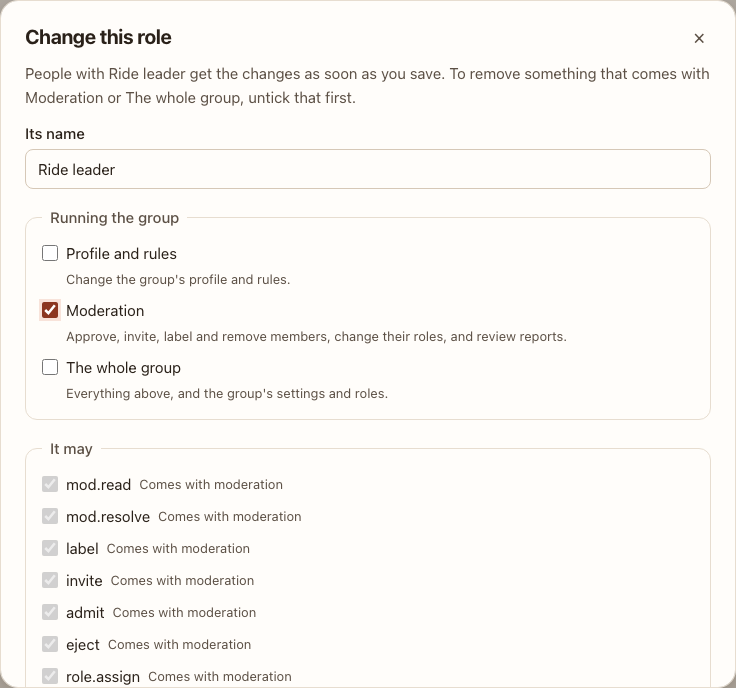 Change this role
×
People with Ride leader get the changes as soon as you save. To remove something that comes with
Moderation or The whole group, untick that first.
Its name
Ride leader
Running the group
Profile and rules
Change the group's profile and rules.
Moderation
Approve, invite, label and remove members, change their roles, and review reports.
The whole group
Everything above, and the group's settings and roles.
It may
mod.read Comes with moderation
mod.resolve Comes with moderation
label Comes with moderation
invite Comes with moderation
admit Comes with moderation
eject Comes with moderation
role.assign Comes with moderation